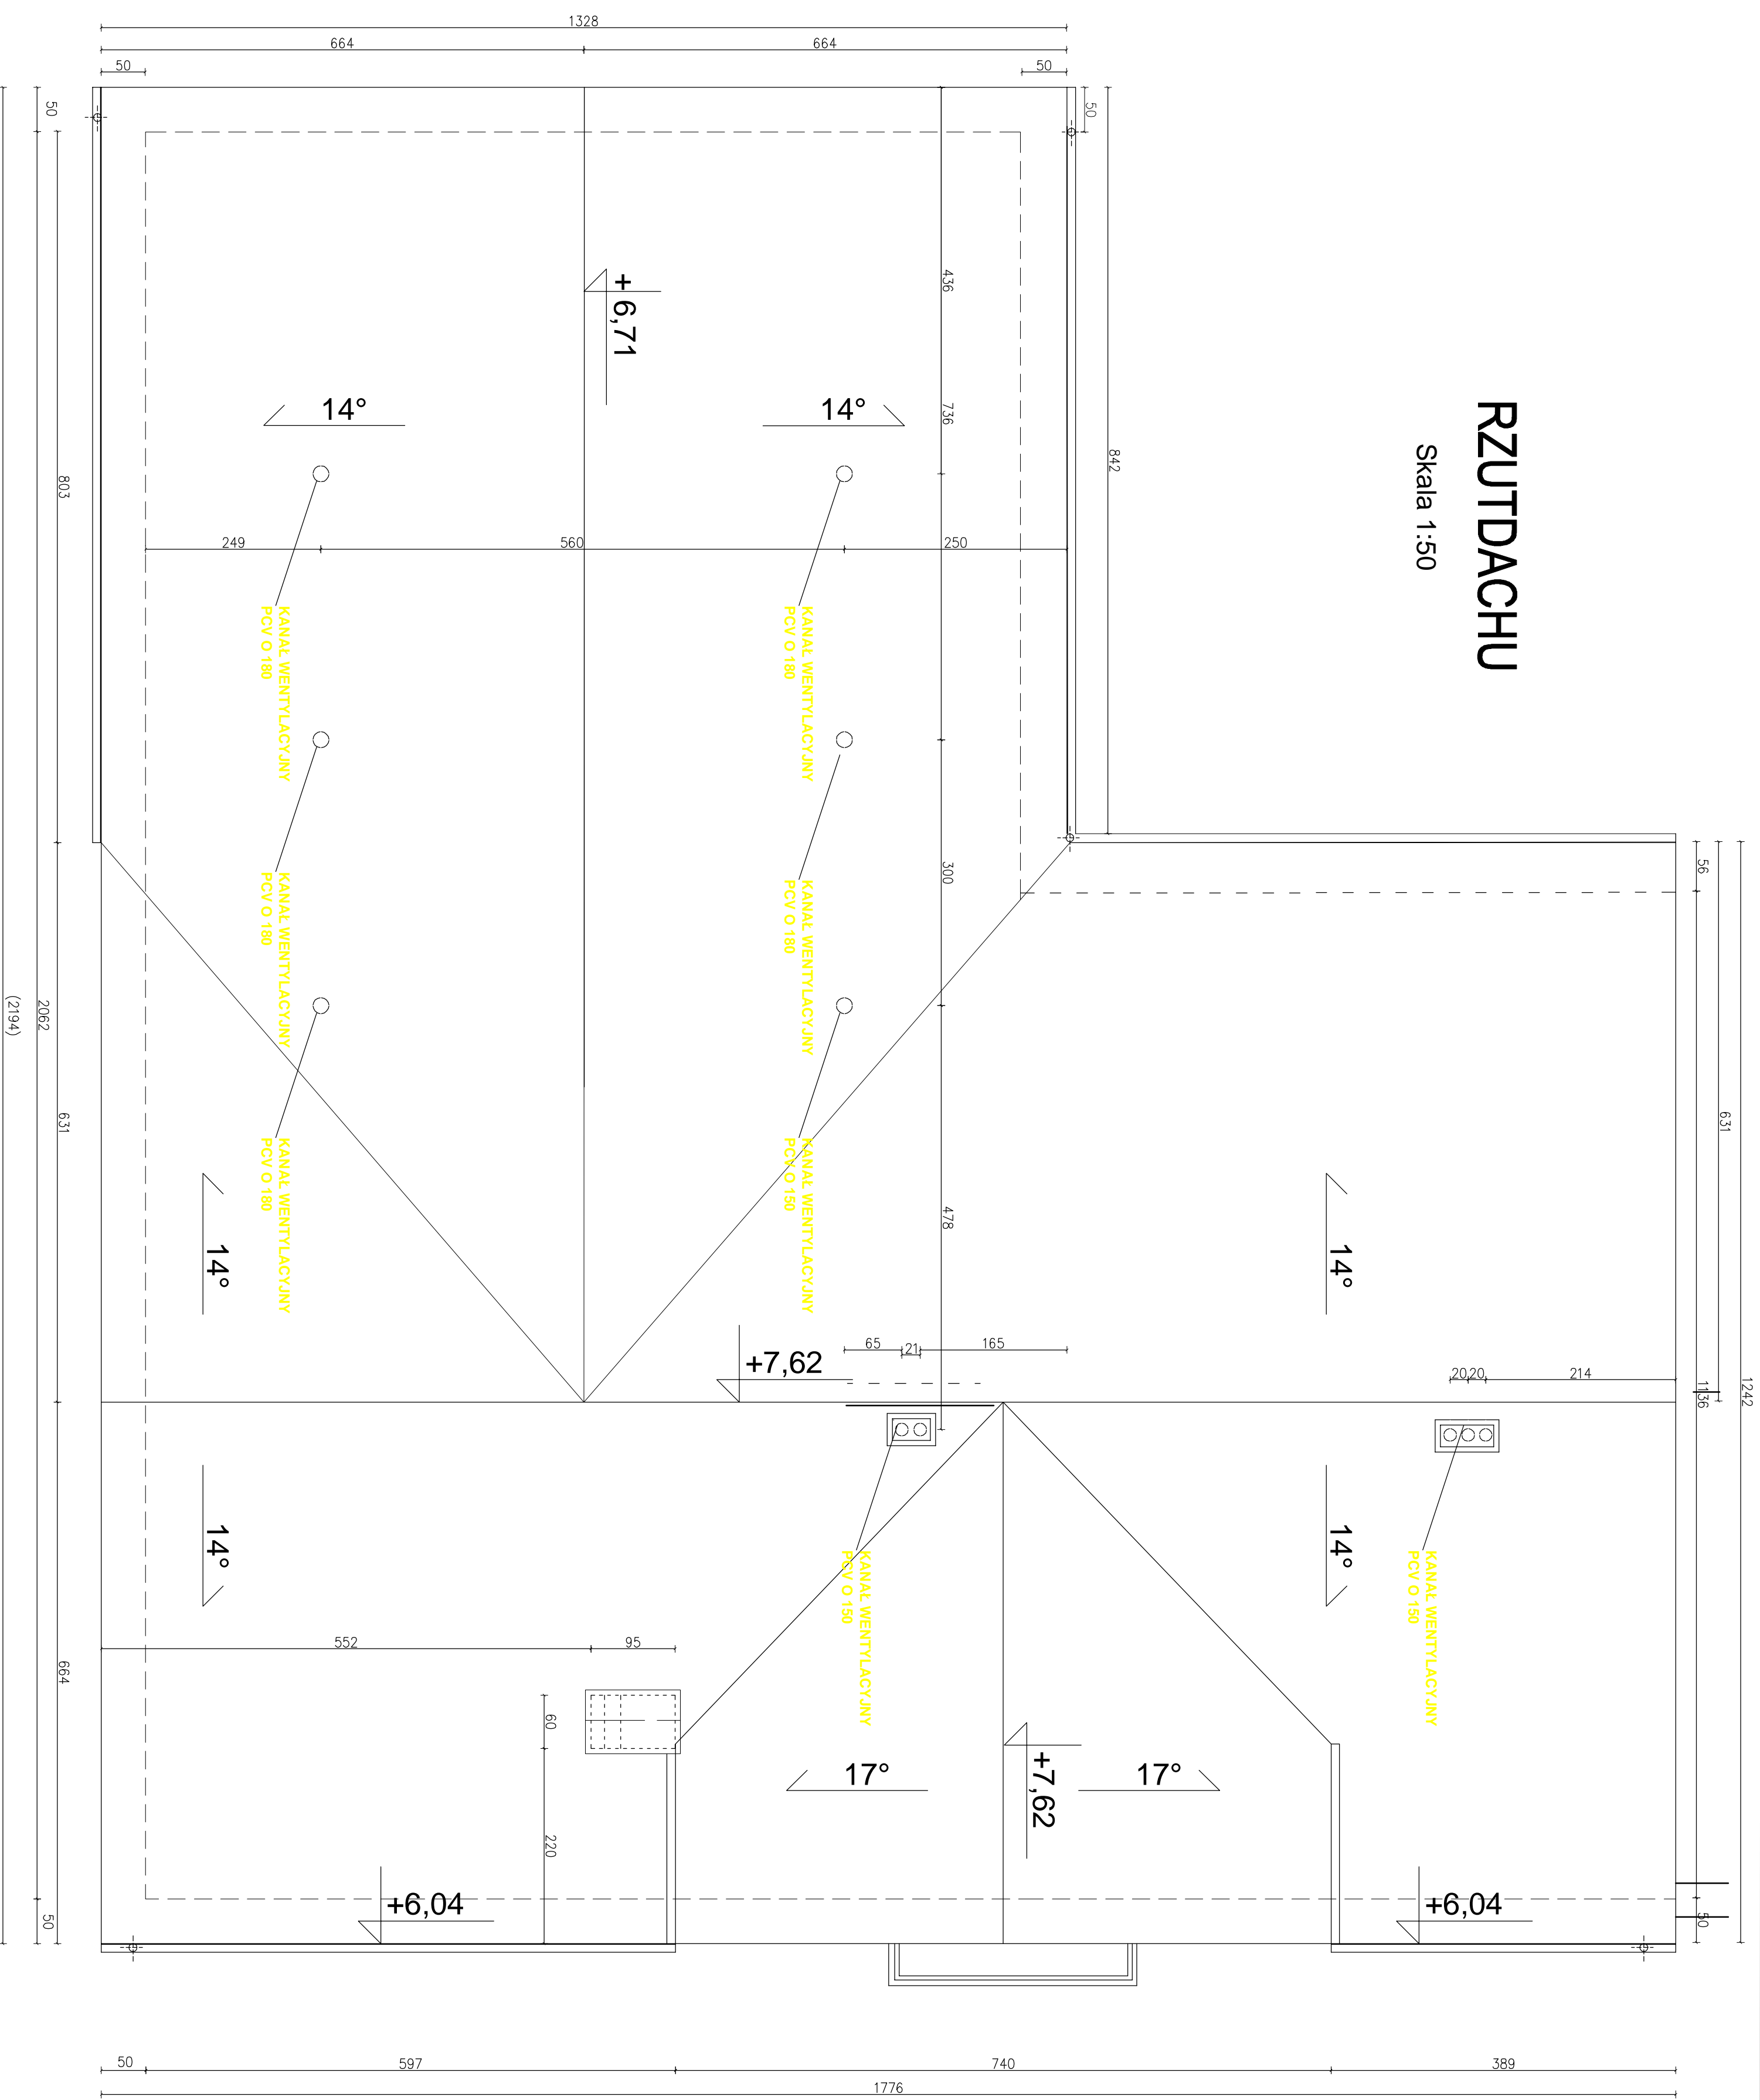 RZUTDACHU
Skala 1:50
1328
664
664
50
50
50
50
842
436
736
+ 6,71
14°
14°
803
249
560
250
KANAŁ WENTYLACYJNY
PCV O 180
KANAŁ WENTYLACYJNY
PCV O 180
56
631
1242
300
KANAŁ WENTYLACYJNY
PCV O 180
KANAŁ WENTYLACYJNY
PCV O 180
(2194)
2062
631
KANAŁ WENTYLACYJNY
PCV O 180
KANAŁ WENTYLACYJNY
PCV O 150
478
14°
14°
65
21
165
+7,62
2020
214
1136
14°
14°
KANAŁ WENTYLACYJNY
PCV O 150
KANAŁ WENTYLACYJNY
PCV O 150
552
95
664
60
220
17°
17°
+7,62
+6,04
+6,04
50
50
50
597
740
389
1776